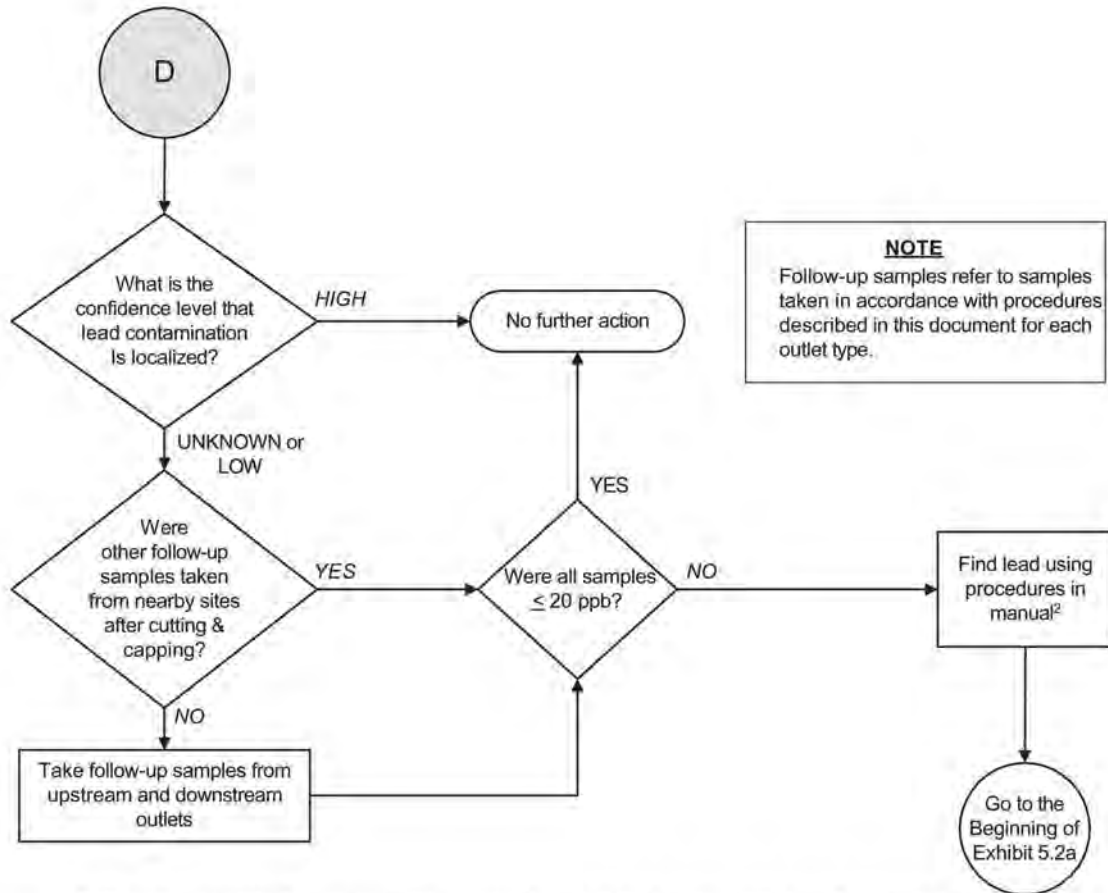 D
What is the
confidence level that
lead contamination
Is localized?
HIGH
No further action
NOTE
Follow-up samples refer to samples
taken in accordance with procedures
described in this document for each
outlet type.
UNKNOWN or
LOW
Were
other follow-up
samples taken
from nearby sites
after cutting &
capping?
YES
YES
Were all samples
≤ 20 ppb?
NO
Find lead using
procedures in
manual²
NO
Take follow-up samples from
upstream and downstream
outlets
Go to the
Beginning of
Exhibit 5.2a